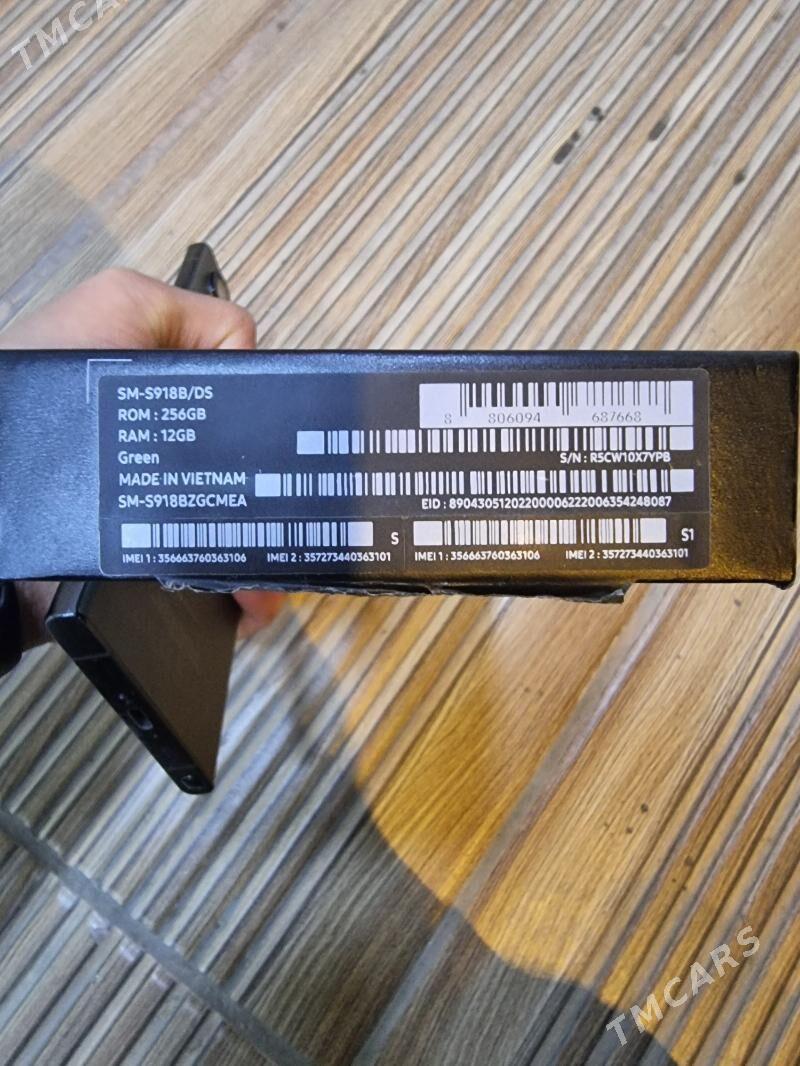 TMCARS
SM-S918B/DS
ROM : 256GB
RAM : 12GB
Green
MADE IN VIETNAM
SM-S918BZGCMEA
8 806094 687668
S/N : R5CW10X7YPB
EID : 89043051202200006222006354248087
S
IMEI 1 : 356663760363106 IMEI 2 : 357273440363101
S1
IMEI 1 : 356663760363106 IMEI 2 : 357273440363101
TMCARS